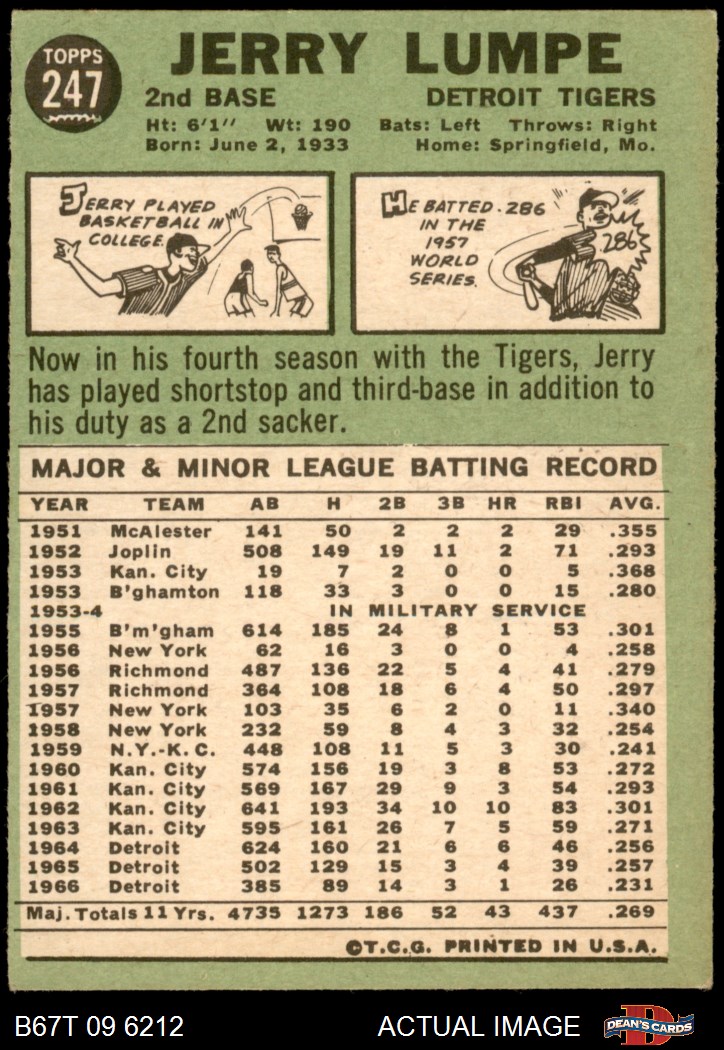 TOPPS
247
JERRY LUMPE
2nd BASE DETROIT TIGERS
Ht: 6'1" Wt: 190 Bats: Left Throws: Right
Born: June 2, 1933 Home: Springfield, Mo.
JERRY PLAYED
BASKETBALL IN
COLLEGE.
HE BATTED .286
IN THE
1957
WORLD
SERIES.
286
Now in his fourth season with the Tigers, Jerry
has played shortstop and third-base in addition to
his duty as a 2nd sacker.
MAJOR & MINOR LEAGUE BATTING RECORD
YEAR TEAM AB H 2B 3B HR RBI AVG.
1951 McAlester 141 50 2 2 2 29 .355
1952 Joplin 508 149 19 11 2 71 .293
1953 Kan. City 19 7 2 0 0 5 .368
1953 B'ghamton 118 33 3 0 0 15 .280
1953-4 IN MILITARY SERVICE
1955 B'm'gham 614 185 24 8 1 53 .301
1956 New York 62 16 3 0 0 4 .258
1956 Richmond 487 136 22 5 4 41 .279
1957 Richmond 364 108 18 6 4 50 .297
1957 New York 103 35 6 2 0 11 .340
1958 New York 232 59 8 4 3 32 .254
1959 N.Y.-K.C. 448 108 11 5 3 30 .241
1960 Kan. City 574 156 19 3 8 53 .272
1961 Kan. City 569 167 29 9 3 54 .293
1962 Kan. City 641 193 34 10 10 83 .301
1963 Kan. City 595 161 26 7 5 59 .271
1964 Detroit 624 160 21 6 6 46 .256
1965 Detroit 502 129 15 3 4 39 .257
1966 Detroit 385 89 14 3 1 26 .231
Maj. Totals 11 Yrs. 4735 1273 186 52 43 437 .269
©T.C.G. PRINTED IN U.S.A.
B67T 09 6212 ACTUAL IMAGE
D
DEAN'S CARDS